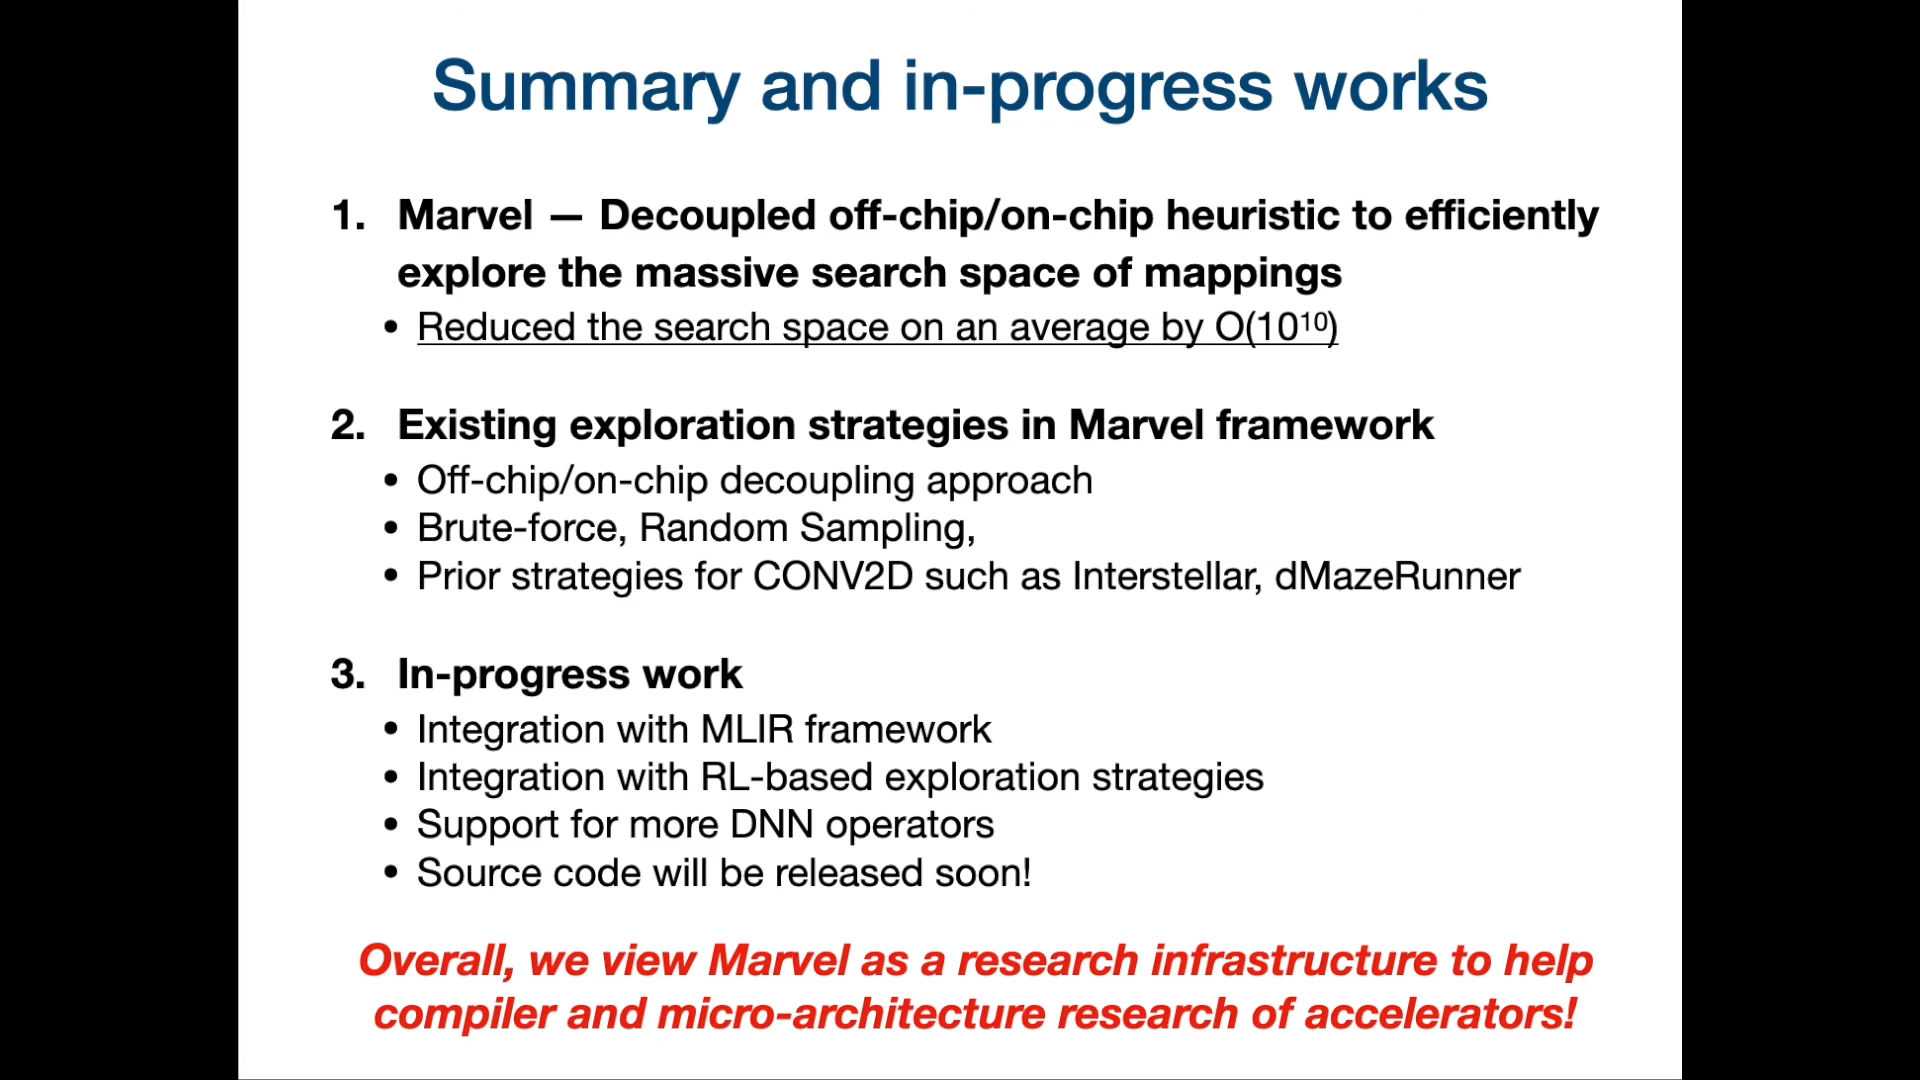 Summary and in-progress works
1. Marvel — Decoupled off-chip/on-chip heuristic to efficiently
explore the massive search space of mappings
• Reduced the search space on an average by O(10¹⁰)
2. Existing exploration strategies in Marvel framework
• Off-chip/on-chip decoupling approach
• Brute-force, Random Sampling,
• Prior strategies for CONV2D such as Interstellar, dMazeRunner
3. In-progress work
• Integration with MLIR framework
• Integration with RL-based exploration strategies
• Support for more DNN operators
• Source code will be released soon!
Overall, we view Marvel as a research infrastructure to help
compiler and micro-architecture research of accelerators!